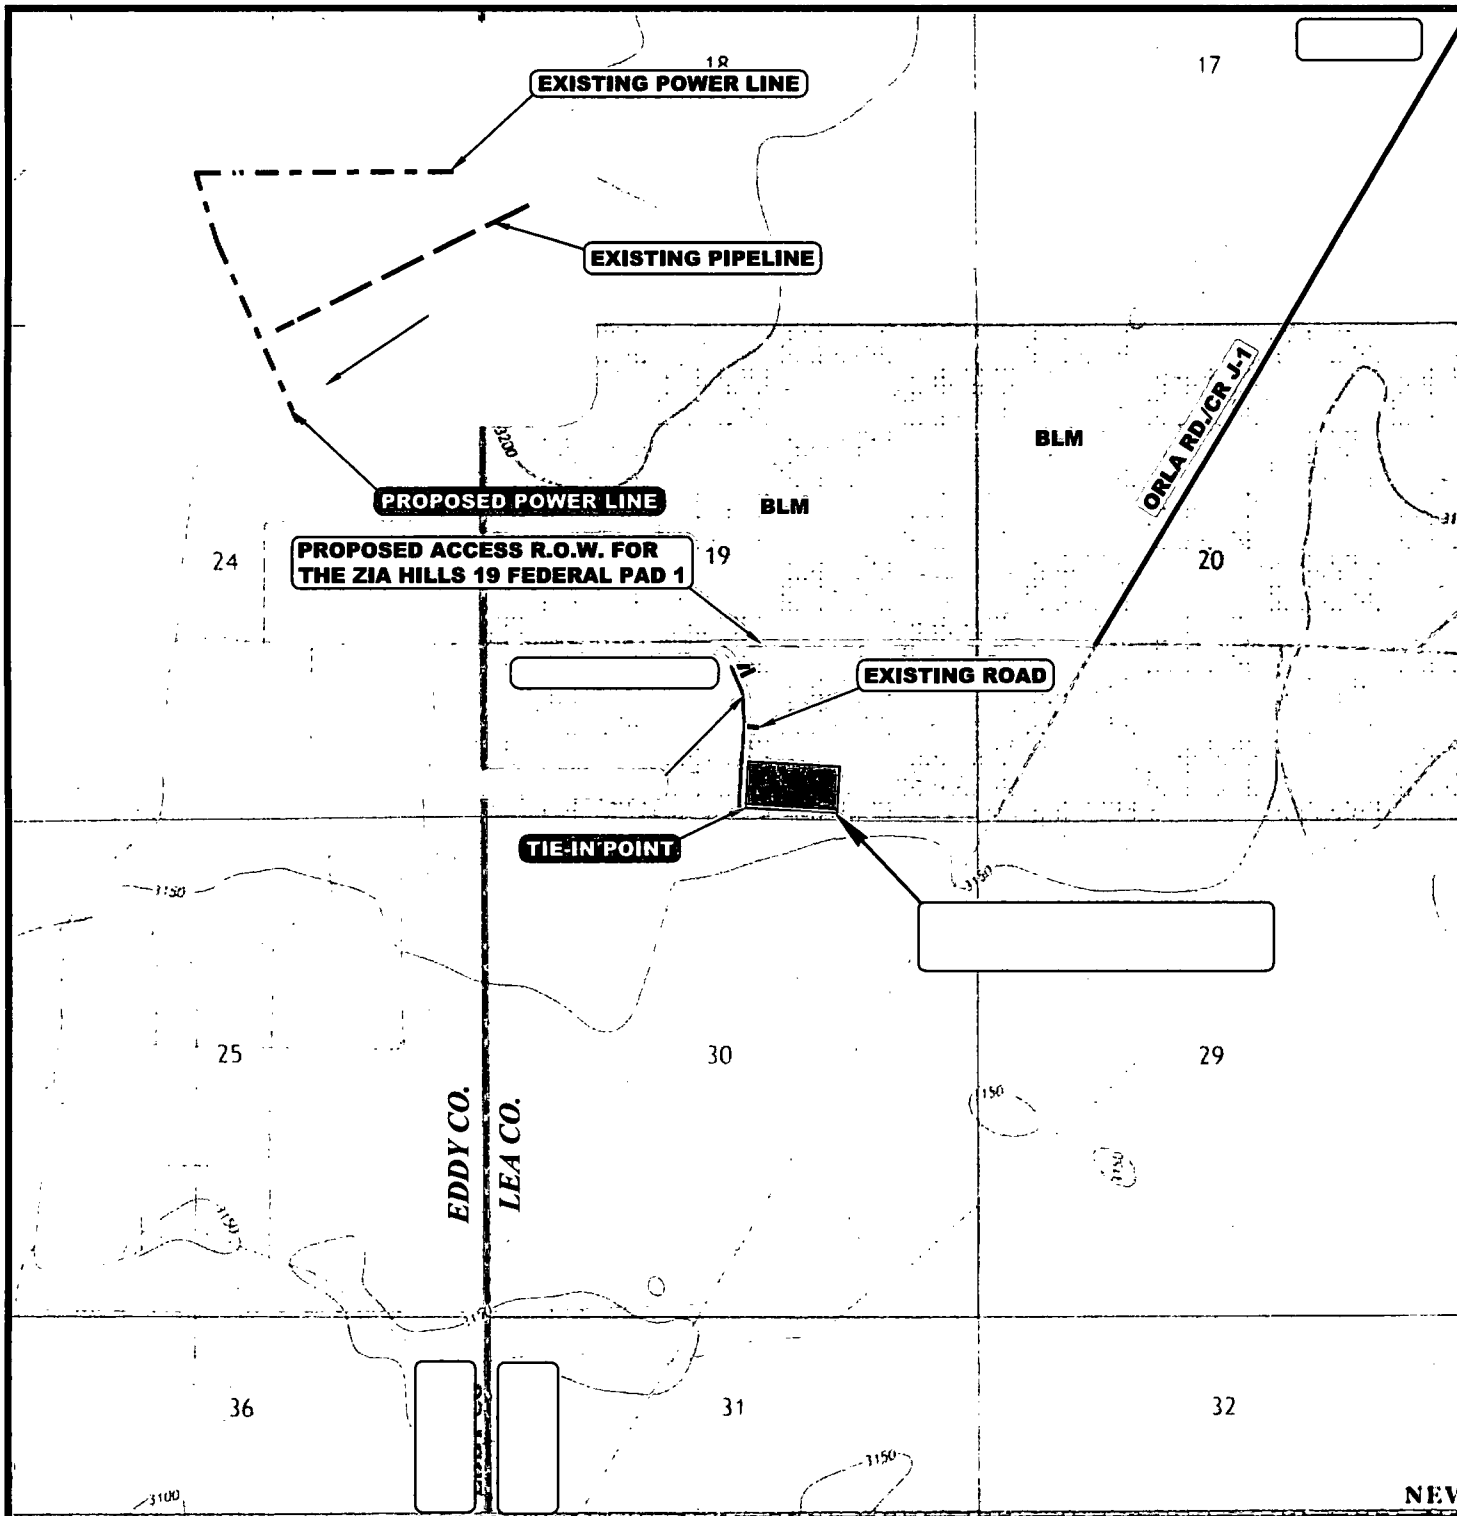 18
17
EXISTING POWER LINE
EXISTING PIPELINE
ORLA RD./CR J-1
3200
BLM
BLM
PROPOSED POWER LINE
24
PROPOSED ACCESS R.O.W. FOR
THE ZIA HILLS 19 FEDERAL PAD 1
19
20
EXISTING ROAD
TIE-IN POINT
3150
3150
25
30
29
EDDY CO.
LEA CO.
3150
3150
36
31
32
3150
3100